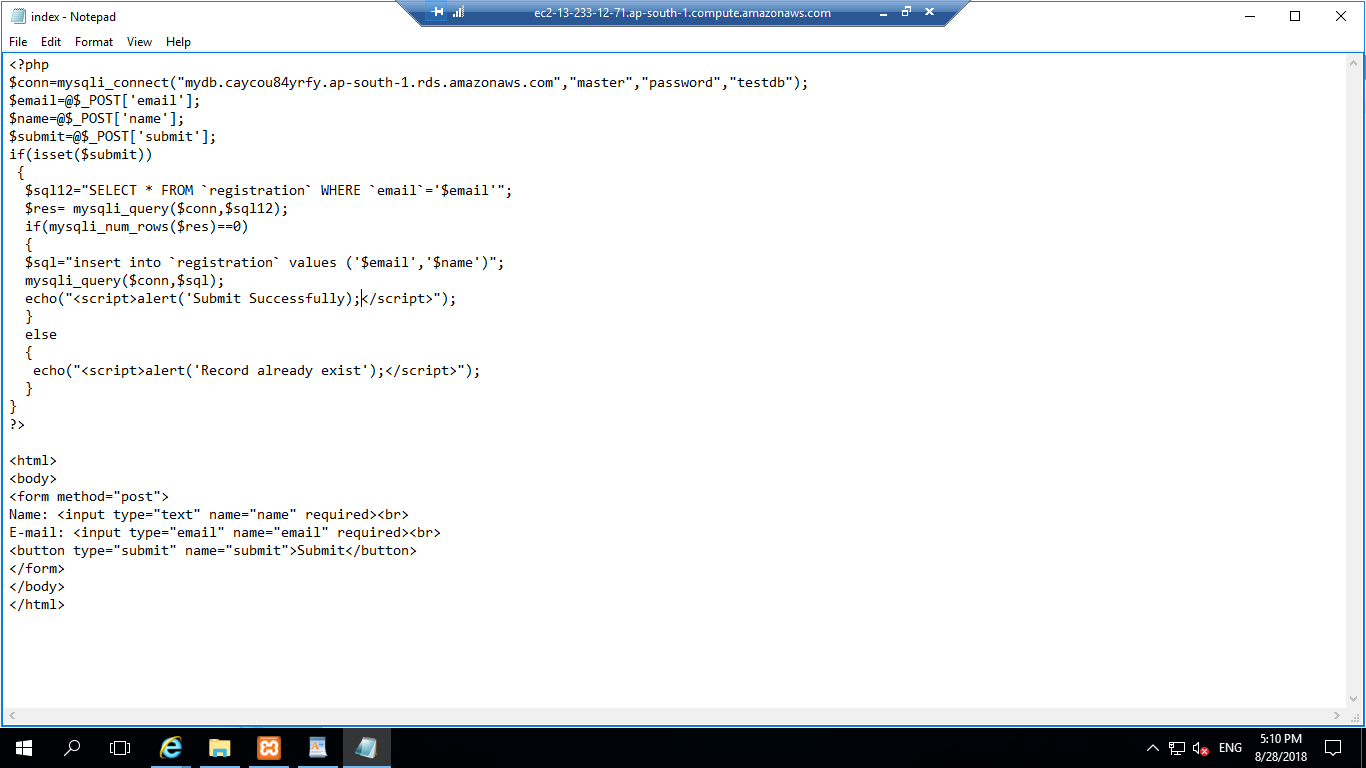 index - Notepad
ec2-13-233-12-71.ap-south-1.compute.amazonaws.com
File Edit Format View Help
<?php
$conn=mysqli_connect("mydb.caycou84yrfy.ap-south-1.rds.amazonaws.com","master","password","testdb");
$email=@$_POST['email'];
$name=@$_POST['name'];
$submit=@$_POST['submit'];
if(isset($submit))
 {
  $sql12="SELECT * FROM `registration` WHERE `email`='$email'";
  $res= mysqli_query($conn,$sql12);
  if(mysqli_num_rows($res)==0)
  {
  $sql="insert into `registration` values ('$email','$name')";
  mysqli_query($conn,$sql);
  echo("<script>alert('Submit Successfully);</script>");
  }
  else
  {
   echo("<script>alert('Record already exist');</script>");
  }
}
?>

<html>
<body>
<form method="post">
Name: <input type="text" name="name" required><br>
E-mail: <input type="email" name="email" required><br>
<button type="submit" name="submit">Submit</button>
</form>
</body>
</html>
ENG
5:10 PM
8/28/2018